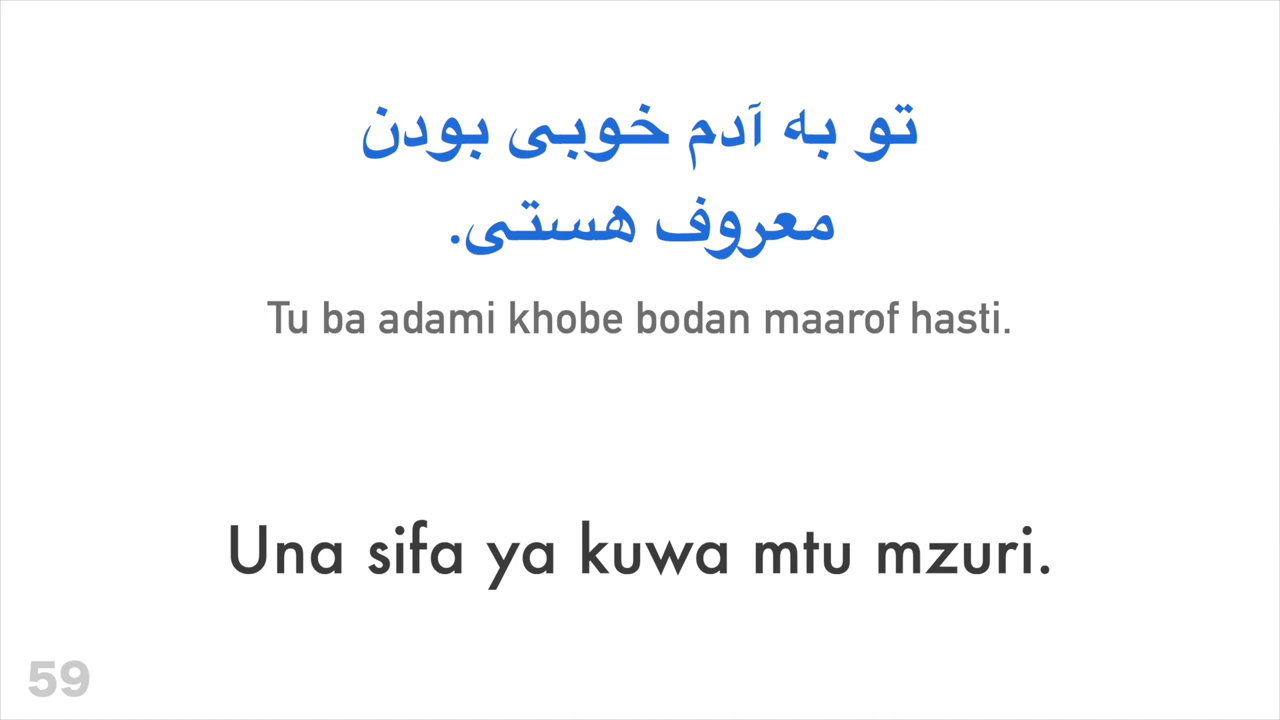 تو به آدم خوبی بودن
معروف هستی.
Tu ba adami khobe bodan maarof hasti.
Una sifa ya kuwa mtu mzuri.
59